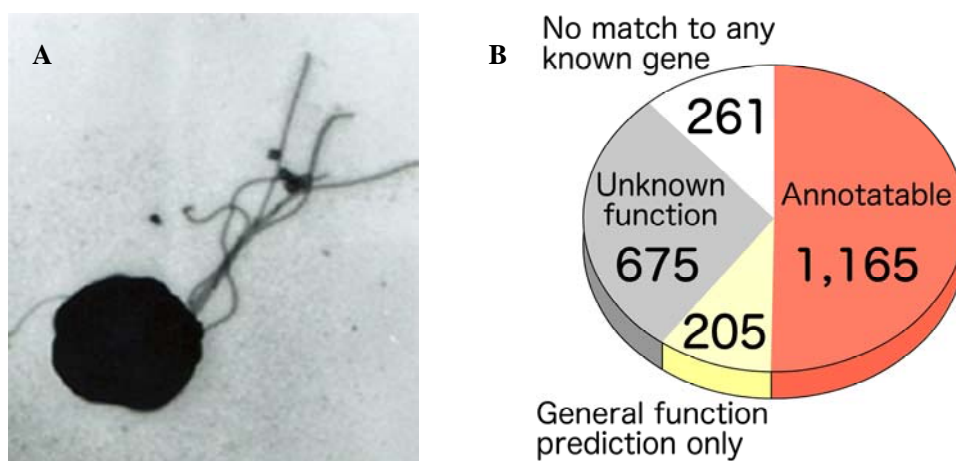 A
B
No match to any
known gene
261
Unknown
function
675
Annotatable
1,165
205
General function
prediction only